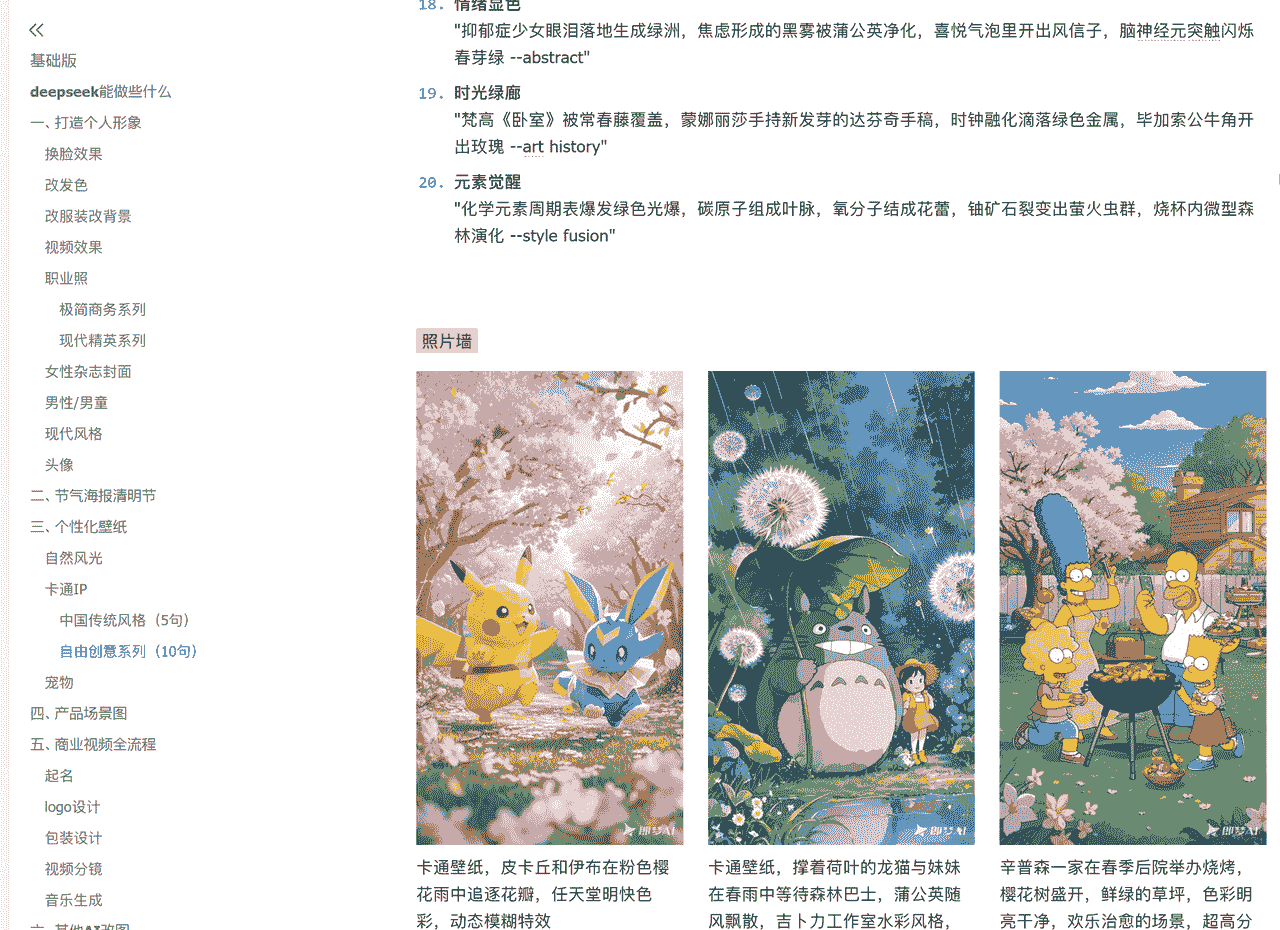 基础版
deepseek能做些什么
一、打造个人形象
换脸效果
改发色
改服装改背景
视频效果
职业照
极简商务系列
现代精英系列
女性杂志封面
男性/男童
现代风格
头像
二、节气海报清明节
三、个性化壁纸
自然风光
卡通IP
中国传统风格（5句）
自由创意系列（10句）
宠物
四、产品场景图
五、商业视频全流程
起名
logo设计
包装设计
视频分镜
音乐生成
六、其他AI改图
18. 情绪显色
"抑郁症少女眼泪落地生成绿洲，焦虑形成的黑雾被蒲公英净化，喜悦气泡里开出风信子，脑神经元突触闪烁
春芽绿 --abstract"
19. 时光绿廊
"梵高《卧室》被常春藤覆盖，蒙娜丽莎手持新发芽的达芬奇手稿，时钟融化滴落绿色金属，毕加索公牛角开
出玫瑰 --art history"
20. 元素觉醒
"化学元素周期表爆发绿色光爆，碳原子组成叶脉，氧分子结成花蕾，铀矿石裂变出萤火虫群，烧杯内微型森
林演化 --style fusion"
照片墙
即梦AI
即梦AI
即梦AI
卡通壁纸，皮卡丘和伊布在粉色樱
花雨中追逐花瓣，任天堂明快色
彩，动态模糊特效
卡通壁纸，撑着荷叶的龙猫与妹妹
在春雨中等待森林巴士，蒲公英随
风飘散，吉卜力工作室水彩风格，
辛普森一家在春季后院举办烧烤，
樱花树盛开，鲜绿的草坪，色彩明
亮干净，欢乐治愈的场景，超高分